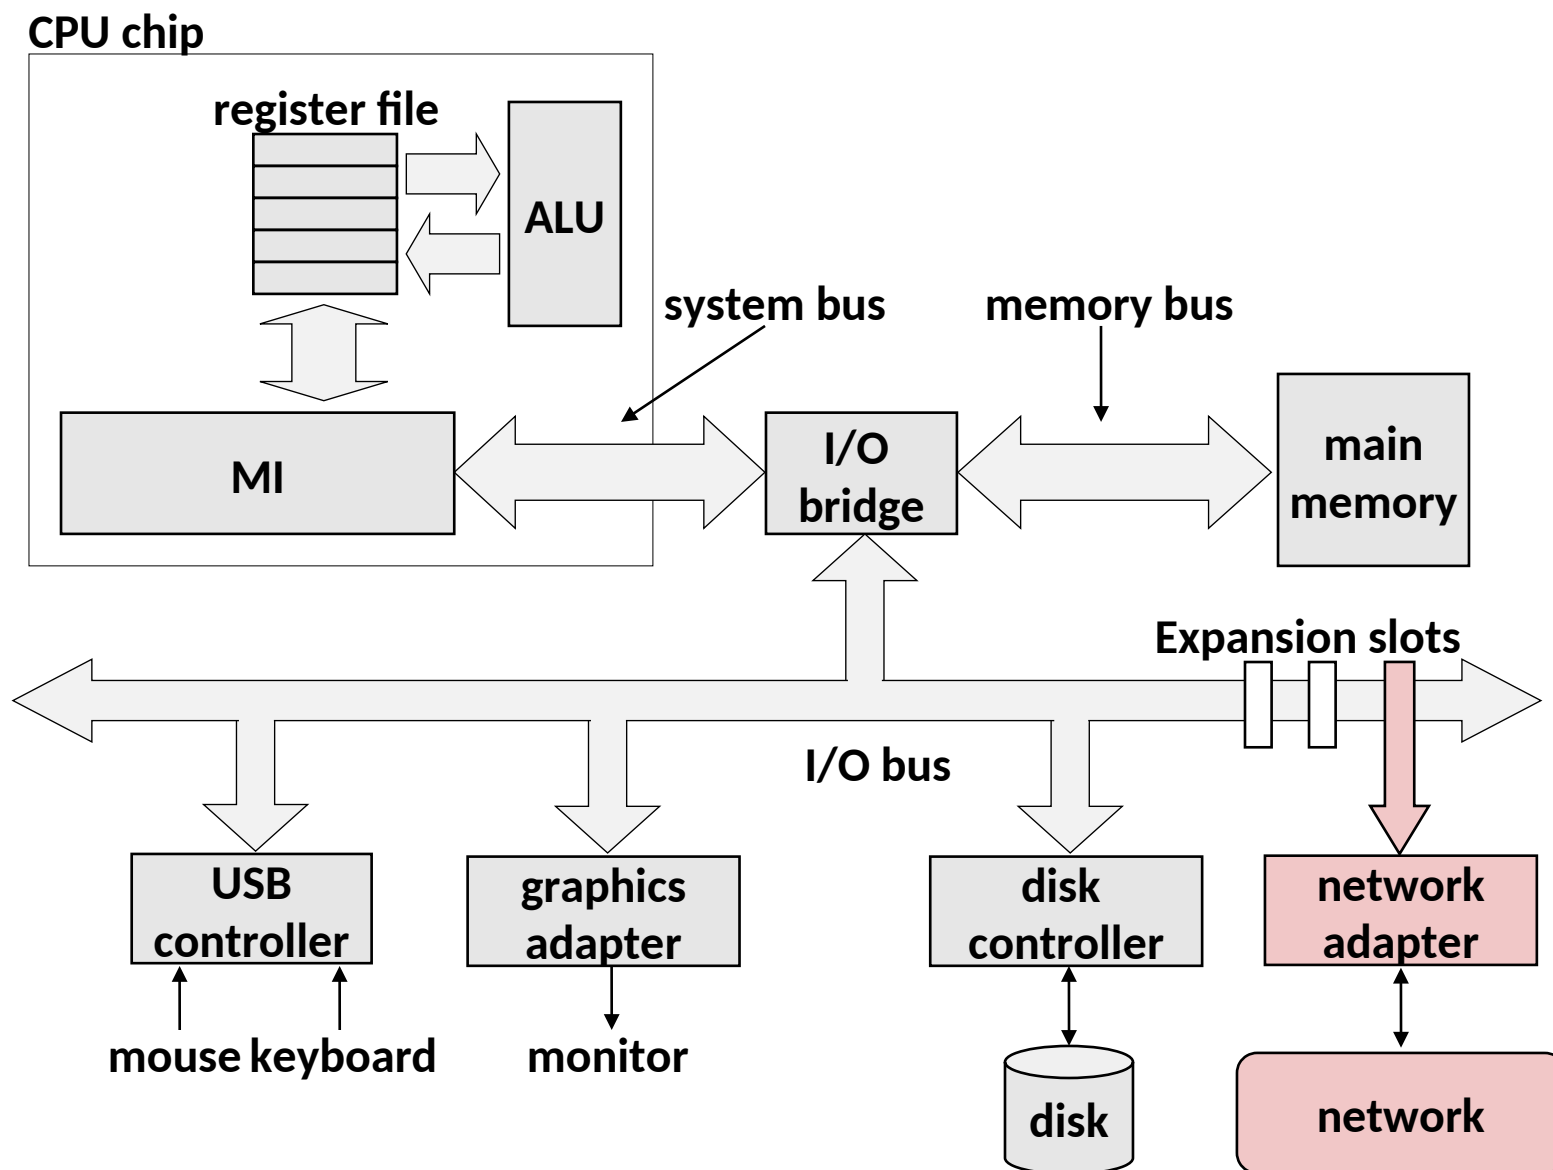 CPU chip
register file
ALU
system bus
memory bus
MI
I/O
bridge
main
memory
Expansion slots
I/O bus
USB
controller
graphics
adapter
disk
controller
network
adapter
mouse
keyboard
monitor
disk
network